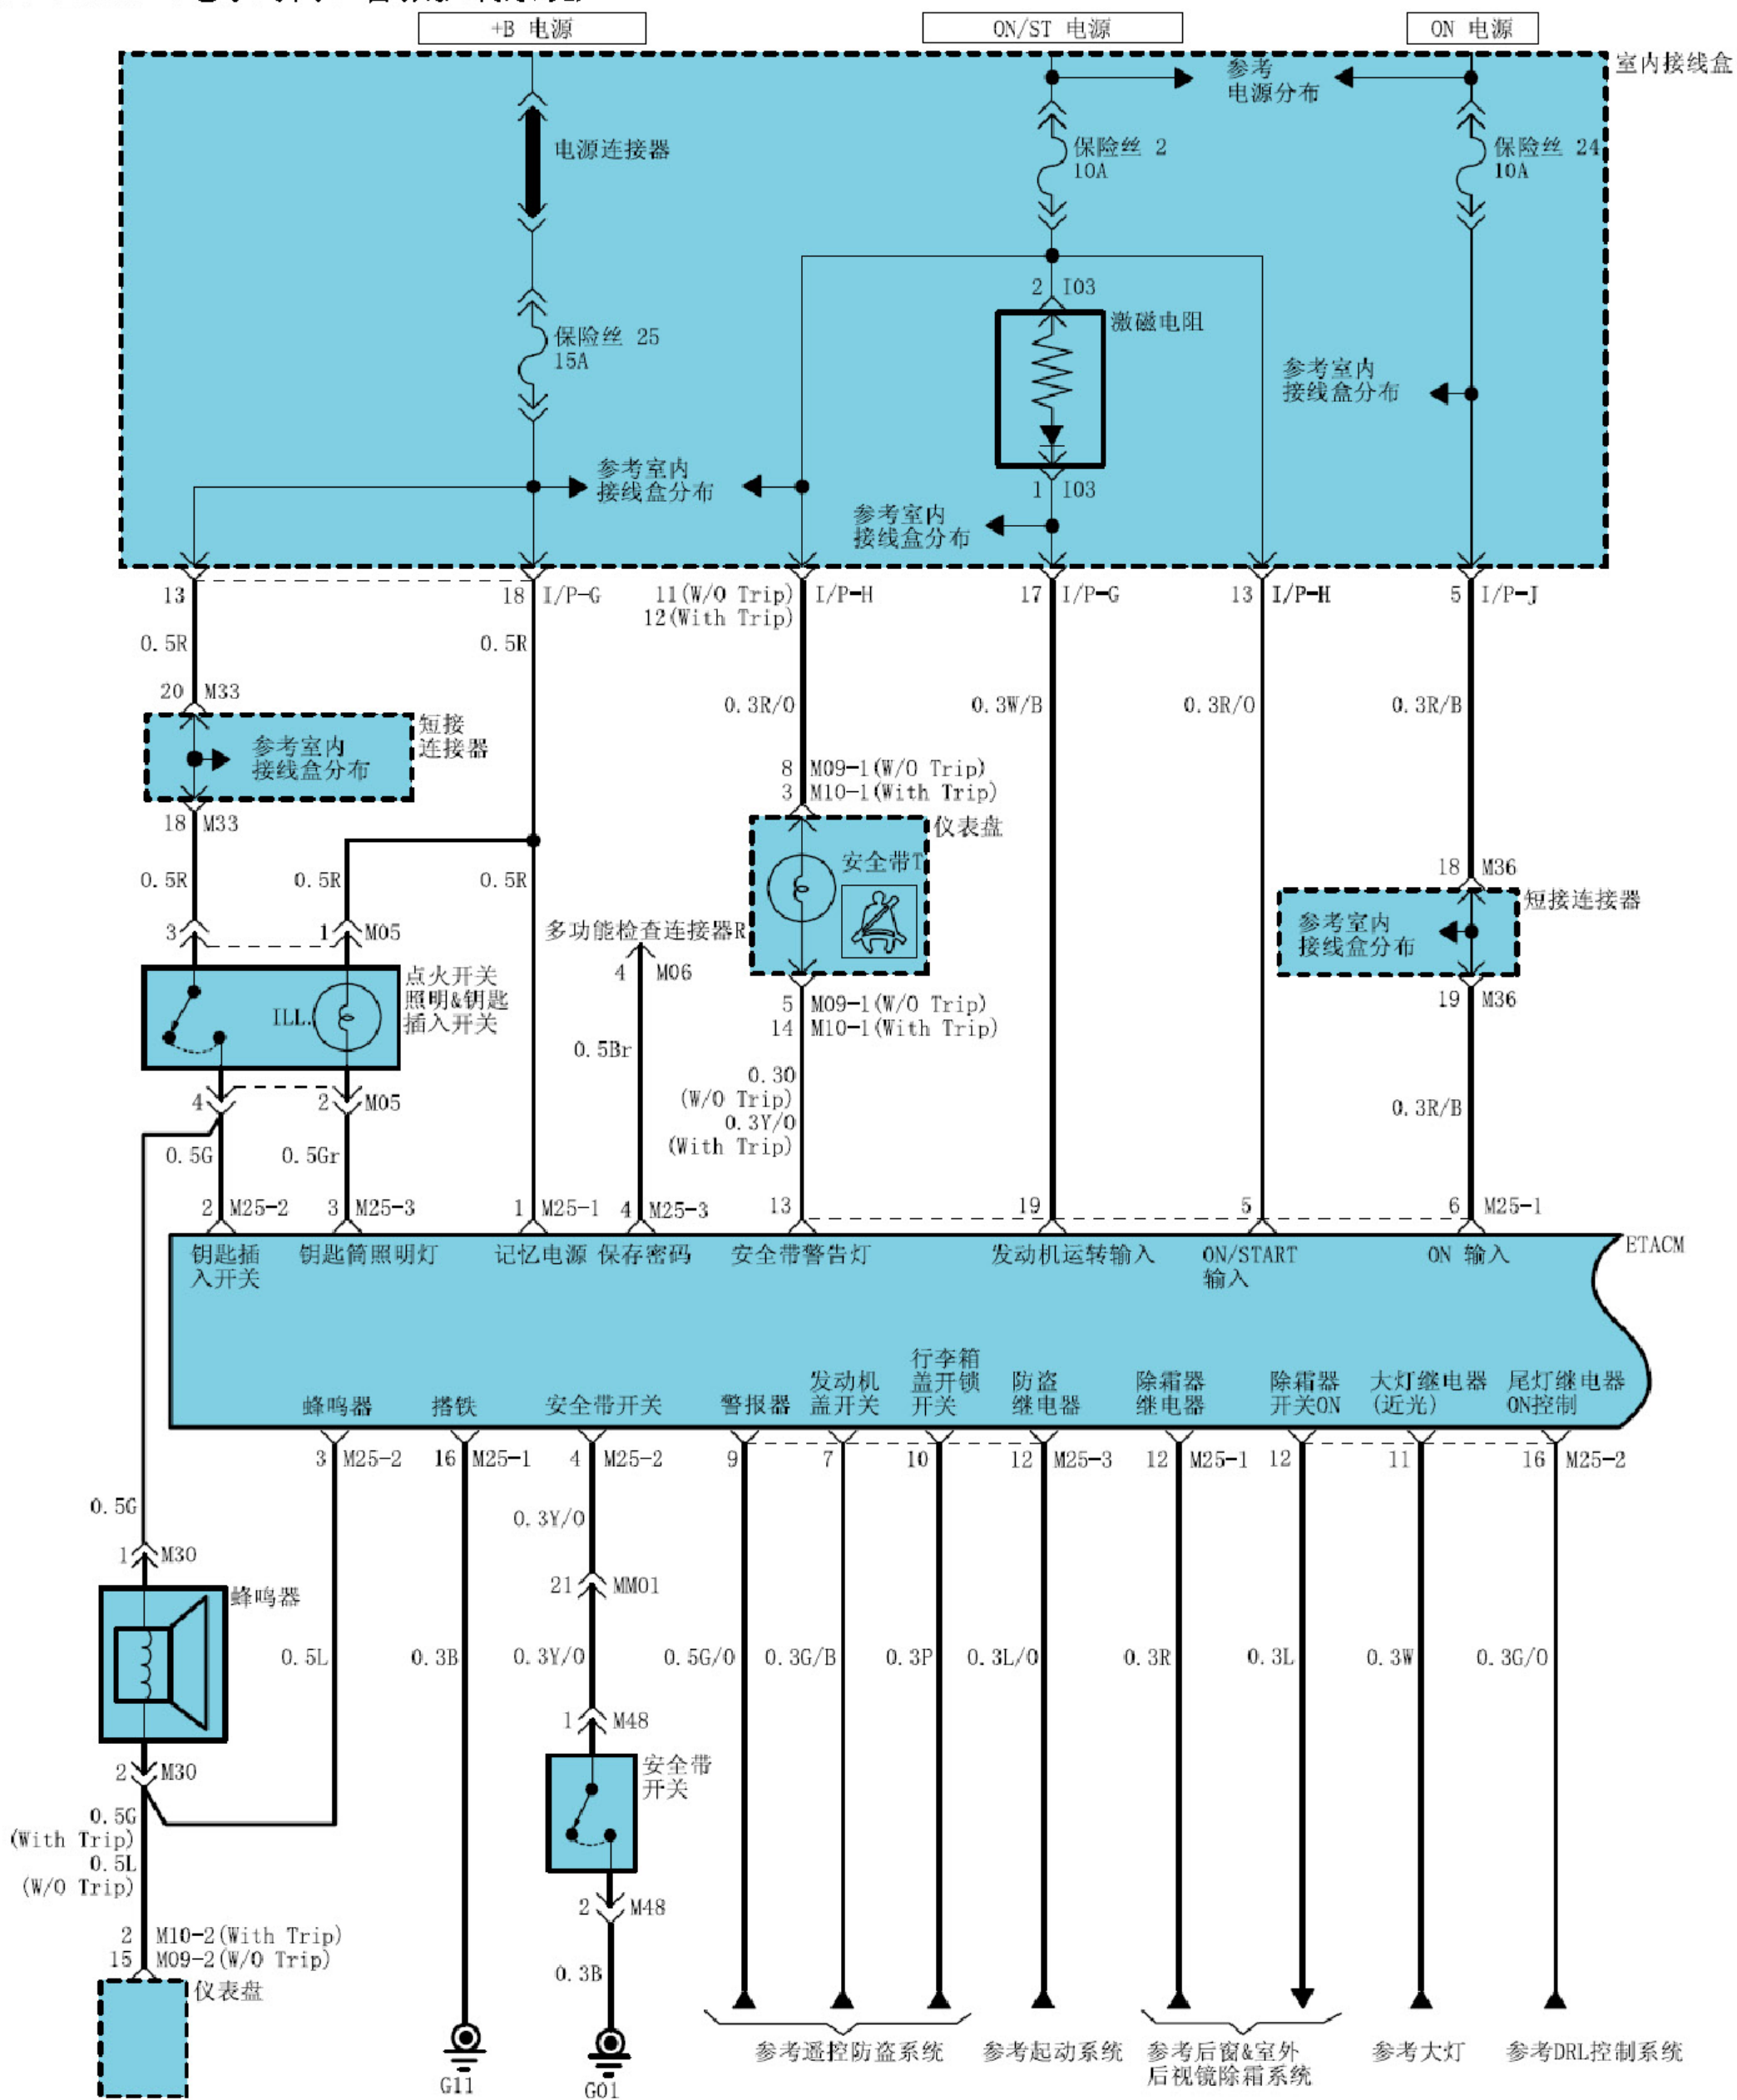 +B 电源
ON/ST 电源
ON 电源
室内接线盒
参考
电源分布
电源连接器
保险丝 2
10A
保险丝 24
10A
2 I03
激磁电阻
保险丝 25
15A
参考室内
接线盒分布
参考室内
接线盒分布
1 I03
参考室内
接线盒分布
13
18 I/P-G
11(W/O Trip) I/P-H
12(With Trip)
17 I/P-G
13 I/P-H
5 I/P-J
0.5R
0.5R
20 M33
0.3R/O
0.3W/B
0.3R/O
0.3R/B
短接
连接器
参考室内
接线盒分布
8 M09-1(W/O Trip)
3 M10-1(With Trip)
18 M33
仪表盘
安全带T
0.5R
0.5R
0.5R
18 M36
短接连接器
参考室内
接线盒分布
3
1 M05
多功能检查连接器R
4 M06
点火开关
照明&钥匙
插入开关
ILL.
5 M09-1(W/O Trip)
14 M10-1(With Trip)
19 M36
0.5Br
0.3O
(W/O Trip)
0.3Y/O
(With Trip)
4
2 M05
0.3R/B
0.5G
0.5Gr
2 M25-2
3 M25-3
1 M25-1
4 M25-3
13
19
5
6 M25-1
ETACM
钥匙插
入开关
钥匙筒照明灯
记忆电源
保存密码
安全带警告灯
发动机运转输入
ON/START
输入
ON 输入
蜂鸣器
搭铁
安全带开关
警报器
发动机
盖开关
行李箱
盖开锁
开关
防盗
继电器
除霜器
继电器
除霜器
开关ON
大灯继电器
(近光)
尾灯继电器
ON控制
3 M25-2
16 M25-1
4 M25-2
9
7
10
12 M25-3
12 M25-1
12
11
16 M25-2
0.5G
0.3Y/O
1 M30
21 MM01
蜂鸣器
0.5L
0.3B
0.3Y/O
0.5G/O
0.3G/B
0.3P
0.3L/O
0.3R
0.3L
0.3W
0.3G/O
1 M48
2 M30
安全带
开关
0.5G
(With Trip)
0.5L
(W/O Trip)
2 M48
2 M10-2(With Trip)
15 M09-2(W/O Trip)
0.3B
仪表盘
G11
G01
参考遥控防盗系统
参考起动系统
参考后窗&室外
后视镜除霜系统
参考大灯
参考DRL控制系统